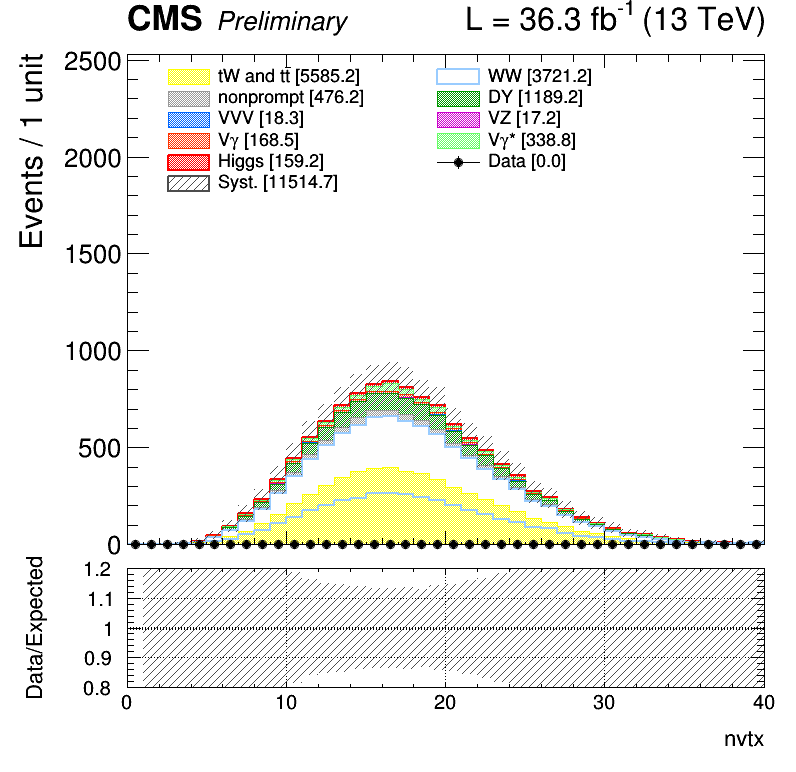 CMS Preliminary L = 36.3 fb⁻¹ (13 TeV)
Events / 1 unit
2500
2000
1500
1000
500
0
tW and tt̄ [5585.2]
WW [3721.2]
nonprompt [476.2]
DY [1189.2]
VVV [18.3]
VZ [17.2]
Vγ [168.5]
Vγ* [338.8]
Higgs [159.2]
Data [0.0]
Syst. [11514.7]
Data/Expected
1.2
1.1
1
0.9
0.8
0 10 20 30 40
nvtx